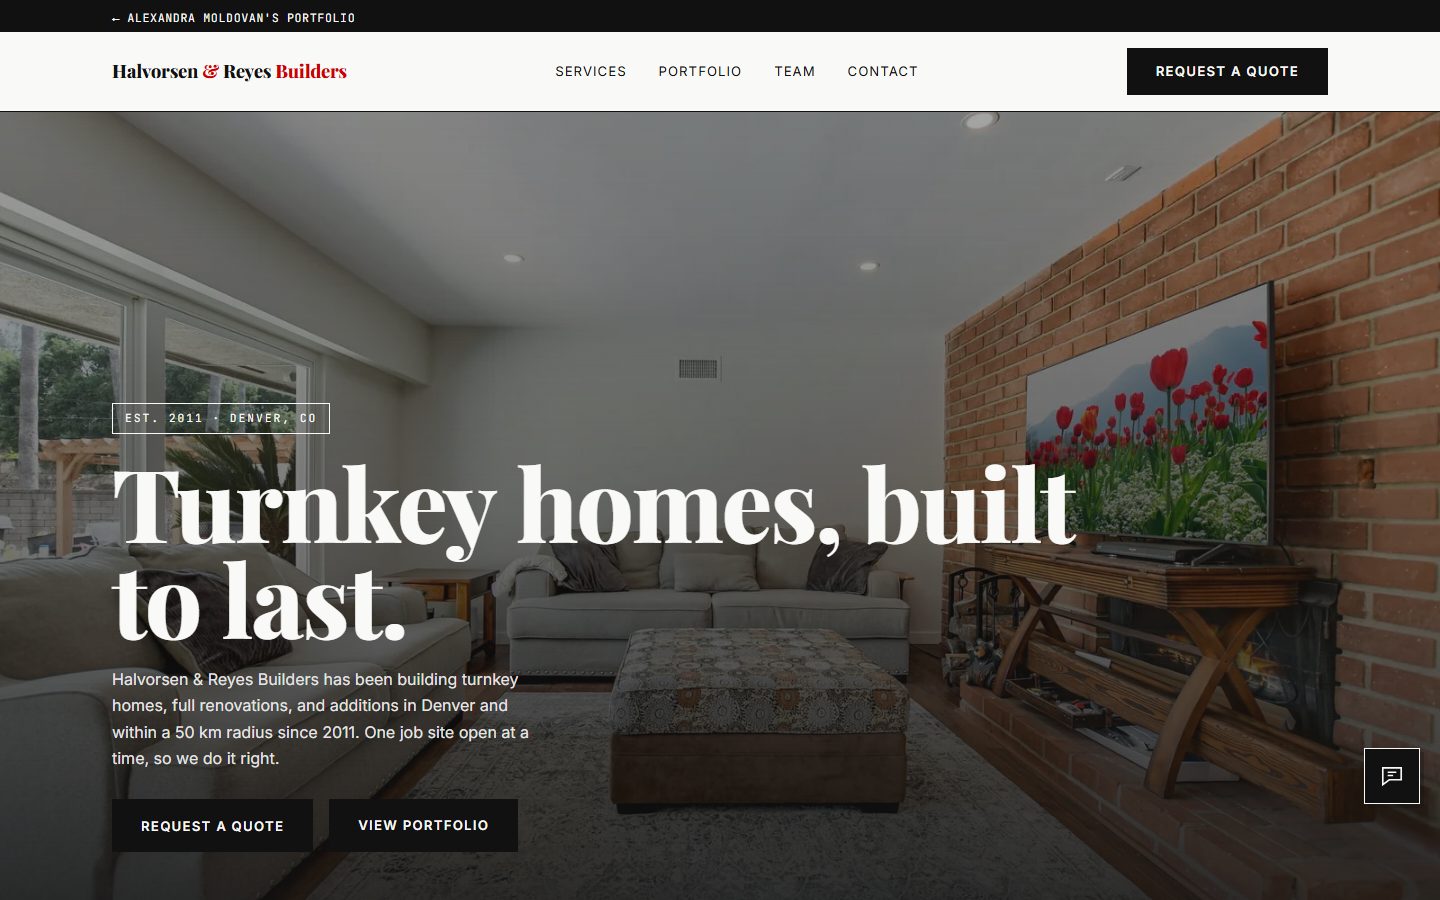 ← ALEXANDRA MOLDOVAN'S PORTFOLIO
Halvorsen & Reyes Builders
SERVICES
PORTFOLIO
TEAM
CONTACT
REQUEST A QUOTE
EST. 2011 · DENVER, CO
Turnkey homes, built
to last.
Halvorsen & Reyes Builders has been building turnkey
homes, full renovations, and additions in Denver and
within a 50 km radius since 2011. One job site open at a
time, so we do it right.
REQUEST A QUOTE
VIEW PORTFOLIO